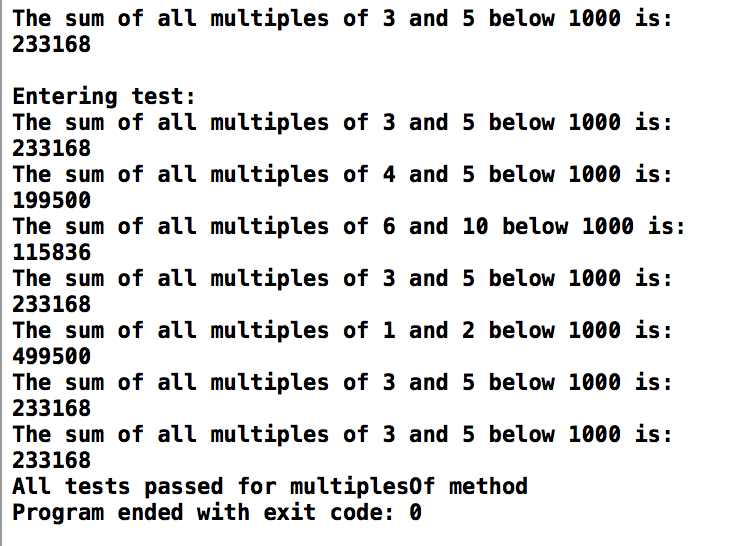 The sum of all multiples of 3 and 5 below 1000 is:
233168
Entering test:
The sum of all multiples of 3 and 5 below 1000 is:
233168
The sum of all multiples of 4 and 5 below 1000 is:
199500
The sum of all multiples of 6 and 10 below 1000 is:
115836
The sum of all multiples of 3 and 5 below 1000 is:
233168
The sum of all multiples of 1 and 2 below 1000 is:
499500
The sum of all multiples of 3 and 5 below 1000 is:
233168
The sum of all multiples of 3 and 5 below 1000 is:
233168
All tests passed for multiplesOf method
Program ended with exit code: 0